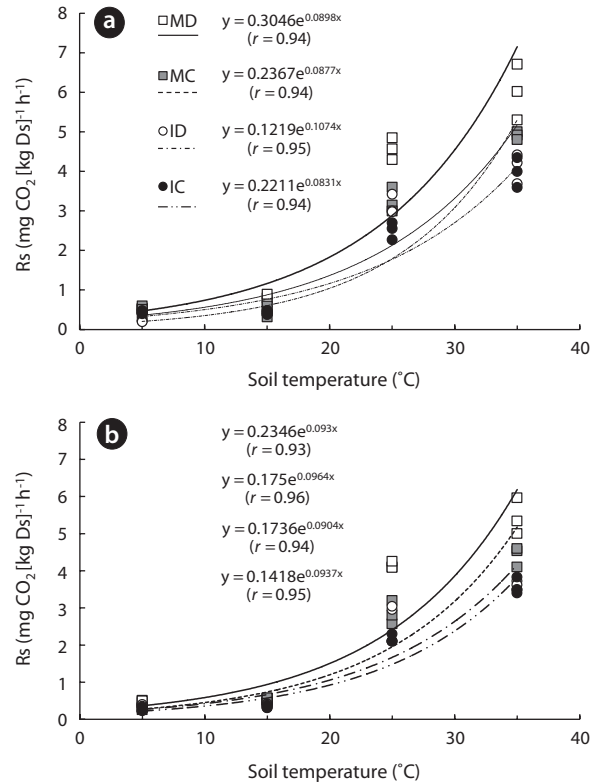 a
MD y = 0.3046e^0.0898x
(r = 0.94)
MC y = 0.2367e^0.0877x
(r = 0.94)
ID y = 0.1219e^0.1074x
(r = 0.95)
IC y = 0.2211e^0.0831x
(r = 0.94)
Rs (mg CO₂ [kg Ds]⁻¹ h⁻¹)
8
7
6
5
4
3
2
1
0
0 10 20 30 40
Soil temperature (˚C)
b
y = 0.2346e^0.093x
(r = 0.93)
y = 0.175e^0.0964x
(r = 0.96)
y = 0.1736e^0.0904x
(r = 0.94)
y = 0.1418e^0.0937x
(r = 0.95)
Rs (mg CO₂ [kg Ds]⁻¹ h⁻¹)
8
7
6
5
4
3
2
1
0
0 10 20 30 40
Soil temperature (˚C)